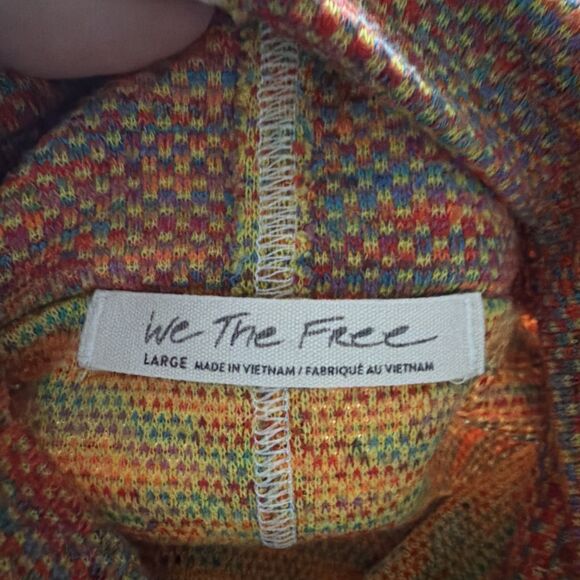 We The Free
LARGE MADE IN VIETNAM / FABRIQUÉ AU VIETNAM